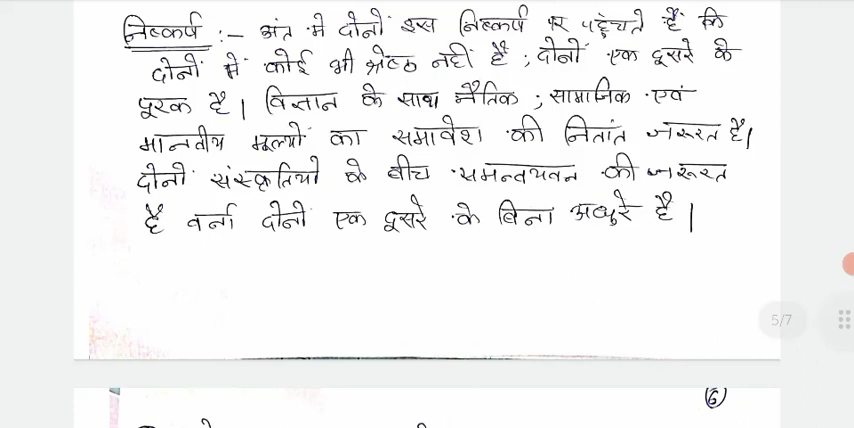 निष्कर्ष :- अंत में दोनों इस निष्कर्ष पर पहुंचते हैं कि
दोनों में कोई भी श्रेष्ठ नहीं है ; दोनों एक दूसरे के
पूरक है । विज्ञान के साथ नैतिक ; सामाजिक एवं
मानवीय मूल्यों का समावेश की नितांत जरूरत है।
दोनों संस्कृतियो के बीच समन्वयवन की जरूरत
है वर्ना दोनों एक दूसरे के बिना अधुरे है ।
5/7
6